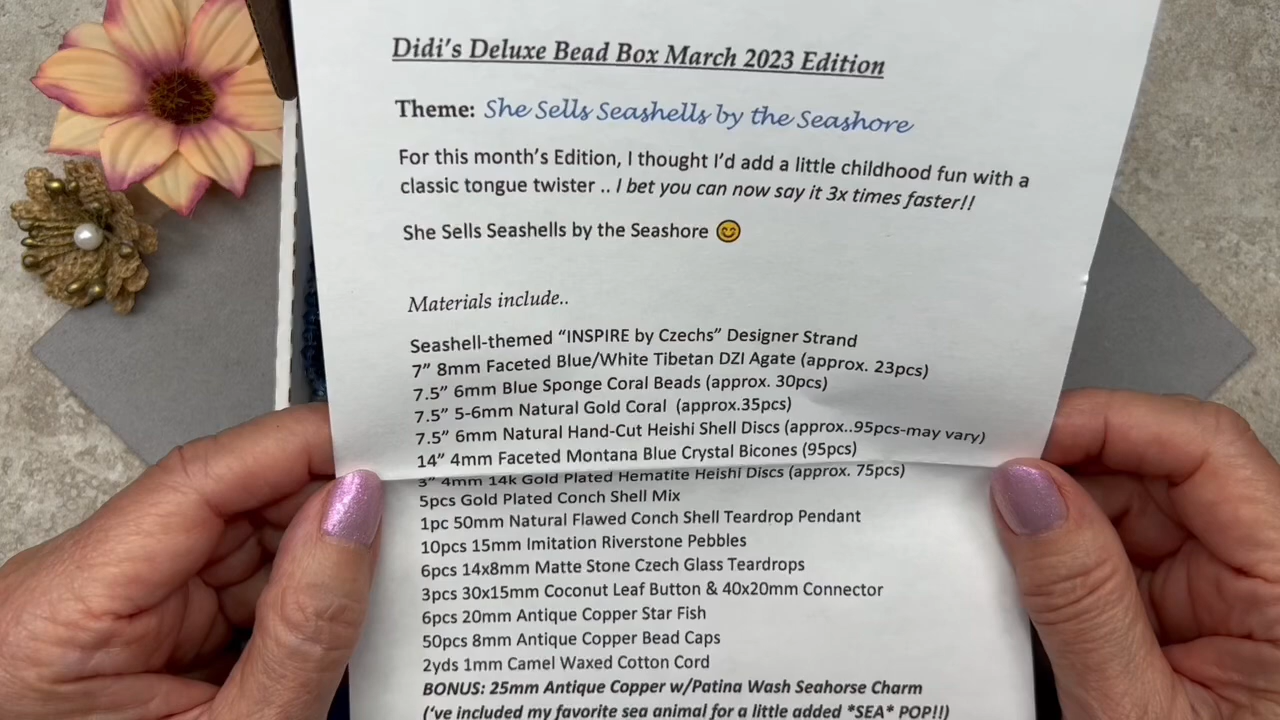 Didi's Deluxe Bead Box March 2023 Edition
Theme: She Sells Seashells by the Seashore
For this month's Edition, I thought I'd add a little childhood fun with a
classic tongue twister .. I bet you can now say it 3x times faster!!
She Sells Seashells by the Seashore 😊
Materials include..
Seashell-themed "INSPIRE by Czechs" Designer Strand
7" 8mm Faceted Blue/White Tibetan DZI Agate (approx. 23pcs)
7.5" 6mm Blue Sponge Coral Beads (approx. 30pcs)
7.5" 5-6mm Natural Gold Coral (approx.35pcs)
7.5" 6mm Natural Hand-Cut Heishi Shell Discs (approx..95pcs-may vary)
14" 4mm Faceted Montana Blue Crystal Bicones (95pcs)
3" 4mm 14k Gold Plated Hematite Heishi Discs (approx. 75pcs)
5pcs Gold Plated Conch Shell Mix
1pc 50mm Natural Flawed Conch Shell Teardrop Pendant
10pcs 15mm Imitation Riverstone Pebbles
6pcs 14x8mm Matte Stone Czech Glass Teardrops
3pcs 30x15mm Coconut Leaf Button & 40x20mm Connector
6pcs 20mm Antique Copper Star Fish
50pcs 8mm Antique Copper Bead Caps
2yds 1mm Camel Waxed Cotton Cord
BONUS: 25mm Antique Copper w/Patina Wash Seahorse Charm
('ve included my favorite sea animal for a little added *SEA* POP!!)